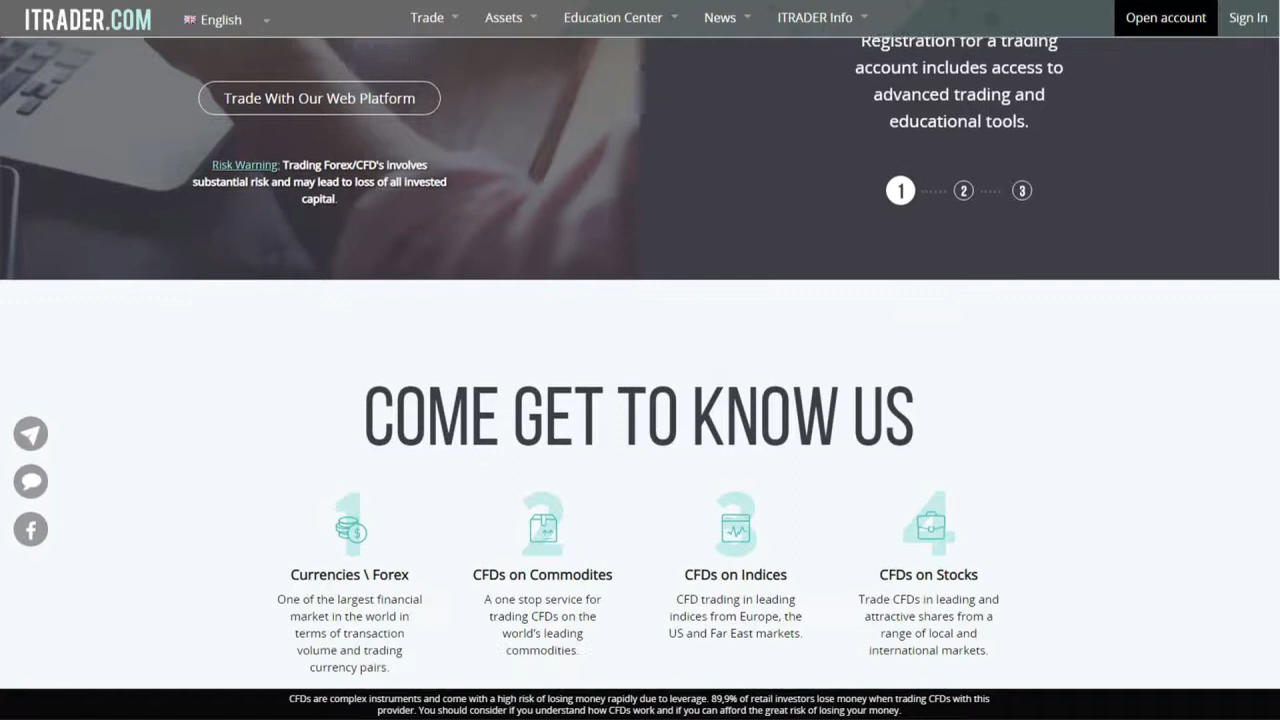 ITRADER.COM
English
Trade
Assets
Education Center
News
ITRADER Info
Open account
Sign In
Trade With Our Web Platform
Risk Warning: Trading Forex/CFD's involves
substantial risk and may lead to loss of all invested
capital.
Registration for a trading
account includes access to
advanced trading and
educational tools.
1
2
3
COME GET TO KNOW US
1
Currencies \ Forex
One of the largest financial
market in the world in
terms of transaction
volume and trading
currency pairs.
2
CFDs on Commodites
A one stop service for
trading CFDs on the
world's leading
commodities.
3
CFDs on Indices
CFD trading in leading
indices from Europe, the
US and Far East markets.
4
CFDs on Stocks
Trade CFDs in leading and
attractive shares from a
range of local and
international markets.
CFDs are complex instruments and come with a high risk of losing money rapidly due to leverage. 89,9% of retail investors lose money when trading CFDs with this
provider. You should consider if you understand how CFDs work and if you can afford the great risk of losing your money.